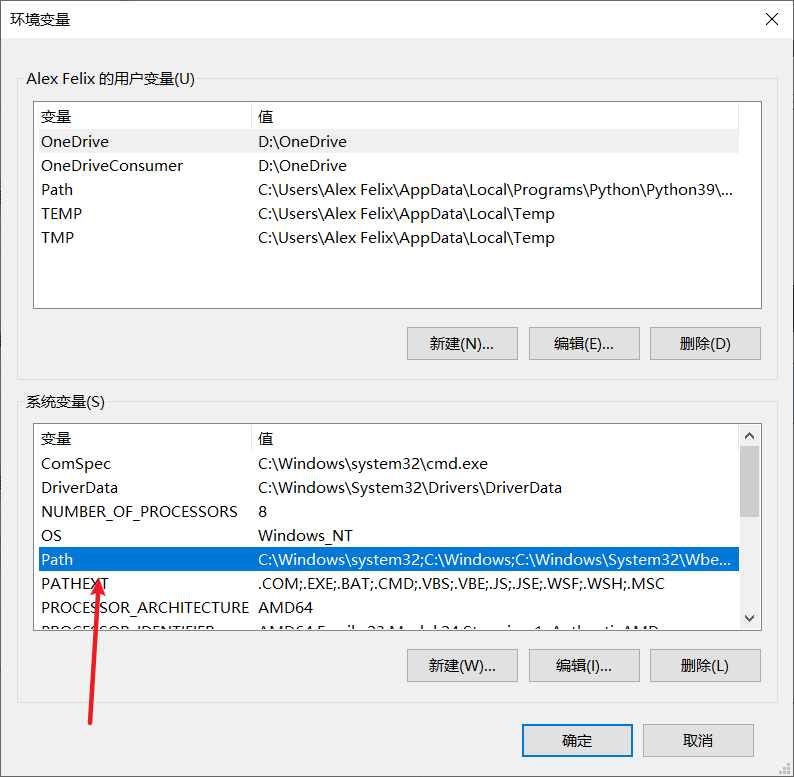 环境变量
Alex Felix 的用户变量(U)
变量 值
OneDrive D:\OneDrive
OneDriveConsumer D:\OneDrive
Path C:\Users\Alex Felix\AppData\Local\Programs\Python\Python39\...
TEMP C:\Users\Alex Felix\AppData\Local\Temp
TMP C:\Users\Alex Felix\AppData\Local\Temp
新建(N)... 编辑(E)... 删除(D)
系统变量(S)
变量 值
ComSpec C:\Windows\system32\cmd.exe
DriverData C:\Windows\System32\Drivers\DriverData
NUMBER_OF_PROCESSORS 8
OS Windows_NT
Path C:\Windows\system32;C:\Windows;C:\Windows\System32\Wbe...
PATHEXT .COM;.EXE;.BAT;.CMD;.VBS;.VBE;.JS;.JSE;.WSF;.WSH;.MSC
PROCESSOR_ARCHITECTURE AMD64
新建(W)... 编辑(I)... 删除(L)
确定 取消